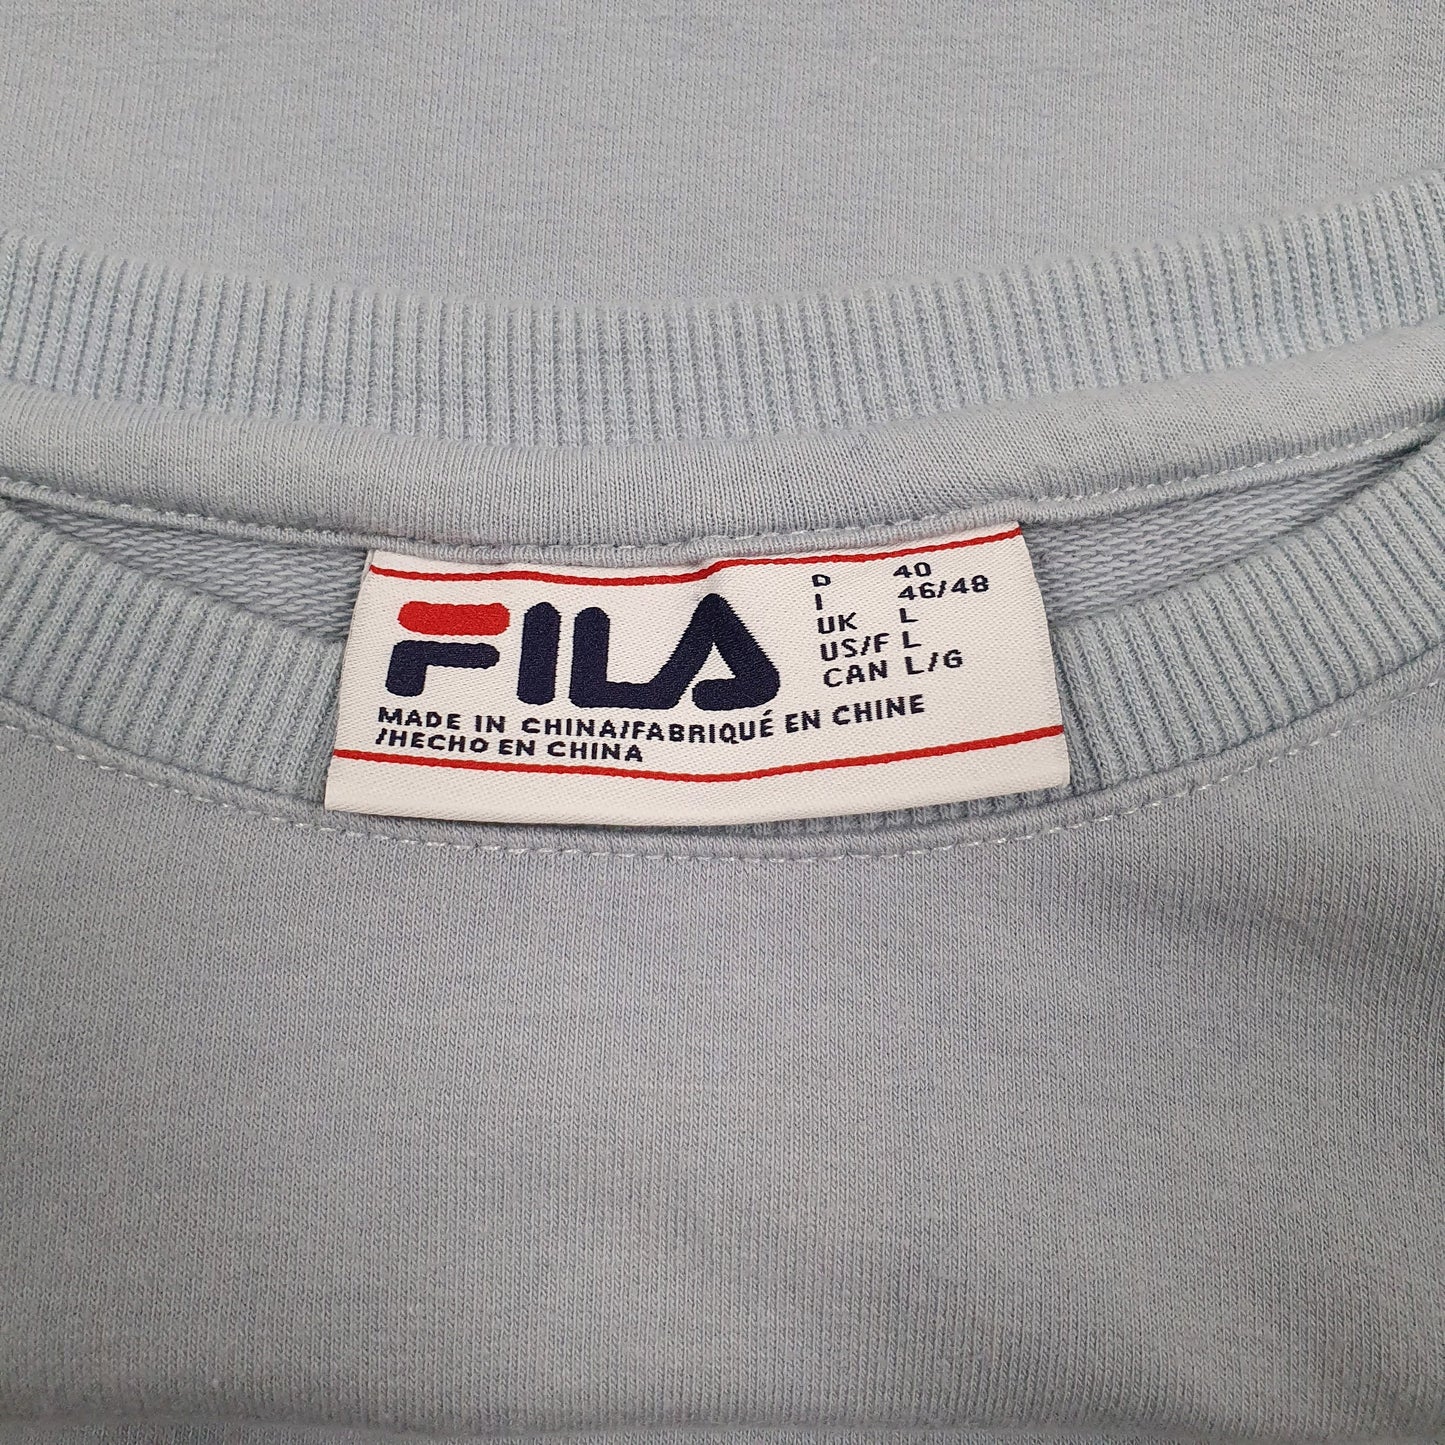 FILA
D 40
I 46/48
UK L
US/F L
CAN L/G
MADE IN CHINA/FABRIQUÉ EN CHINE
/HECHO EN CHINA